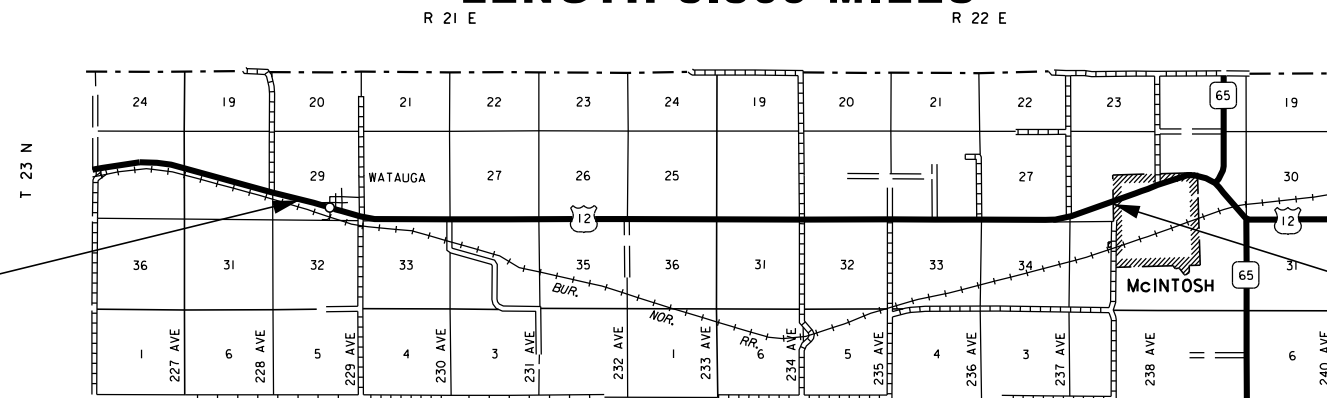 R 21 E
R 22 E
24 19 20 21 22 23 24 19 20 21 22 23 65 19
T 23 N
29 WATAUGA 27 26 25 27 30
12 12
36 31 32 33 35 36 31 32 33 34 65 31
BUR. NOR. RR.
McINTOSH
1 6 5 4 3 1 6 5 4 3 6
227 AVE
228 AVE
229 AVE
230 AVE
231 AVE
232 AVE
233 AVE
234 AVE
235 AVE
236 AVE
237 AVE
238 AVE
240 AVE